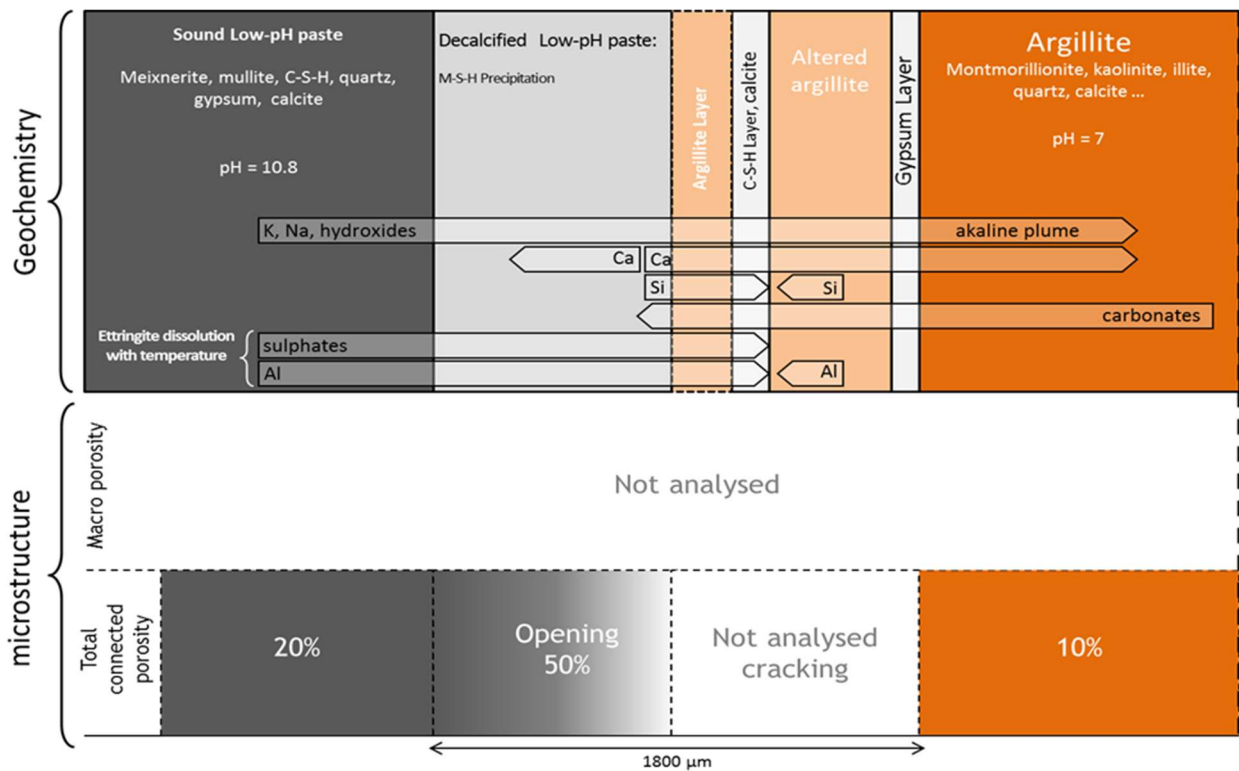 Geochemistry
Sound Low-pH paste
Meixnerite, mullite, C-S-H, quartz,
gypsum, calcite
pH = 10.8
Decalcified Low-pH paste:
M-S-H Precipitation
Argillite Layer
C-S-H Layer, calcite
Altered
argillite
Gypsum Layer
Argillite
Montmorillionite, kaolinite, illite,
quartz, calcite ...
pH = 7
K, Na, hydroxides
akaline plume
Ca
Ca
Si
Si
carbonates
Ettringite dissolution
with temperature
sulphates
Al
Al
microstructure
Macro porosity
Not analysed
Total
connected
porosity
20%
Opening
50%
Not analysed
cracking
10%
1800 µm